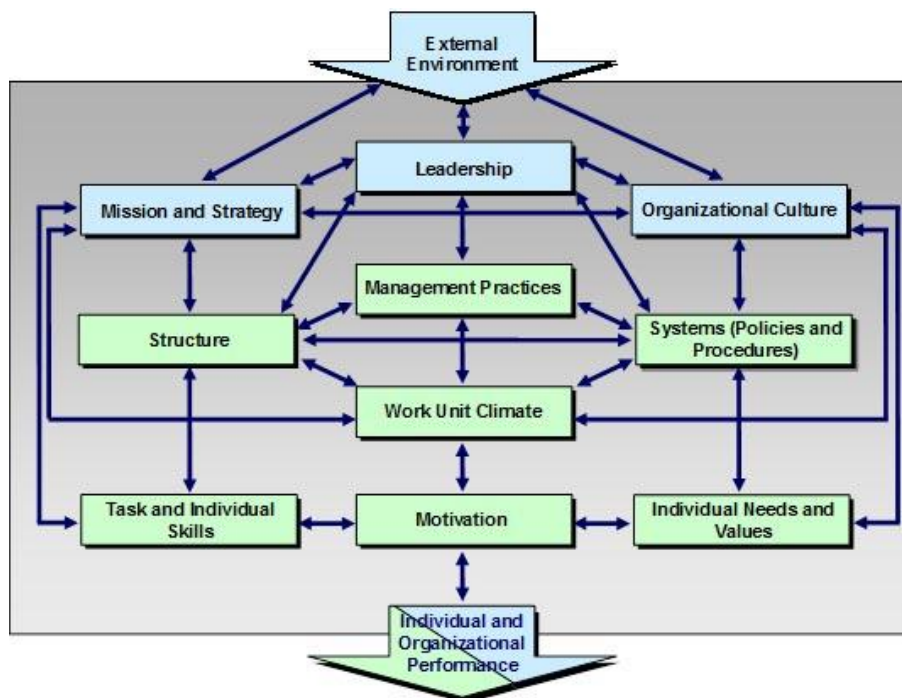 External
Environment
Leadership
Mission and Strategy
Organizational Culture
Management Practices
Structure
Systems (Policies and
Procedures)
Work Unit Climate
Task and Individual
Skills
Motivation
Individual Needs and
Values
Individual and
Organizational
Performance